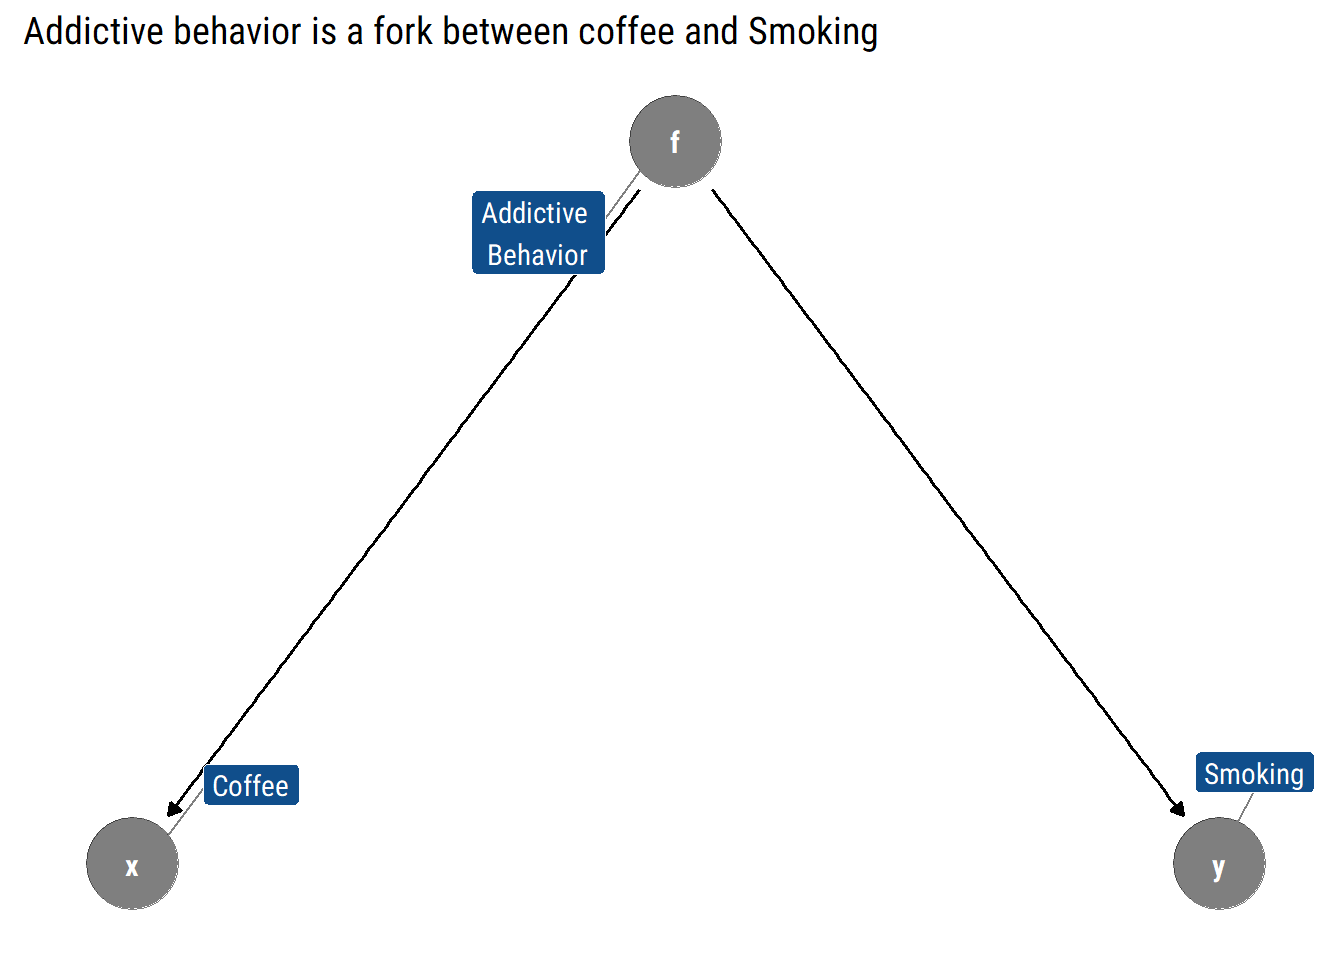 Addictive behavior is a fork between coffee and Smoking
f
Addictive
Behavior
Coffee
Smoking
x
y